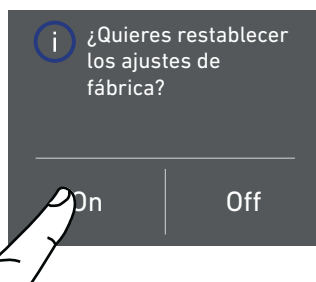 i
¿Quieres restablecer
los ajustes de
fábrica?
On Off